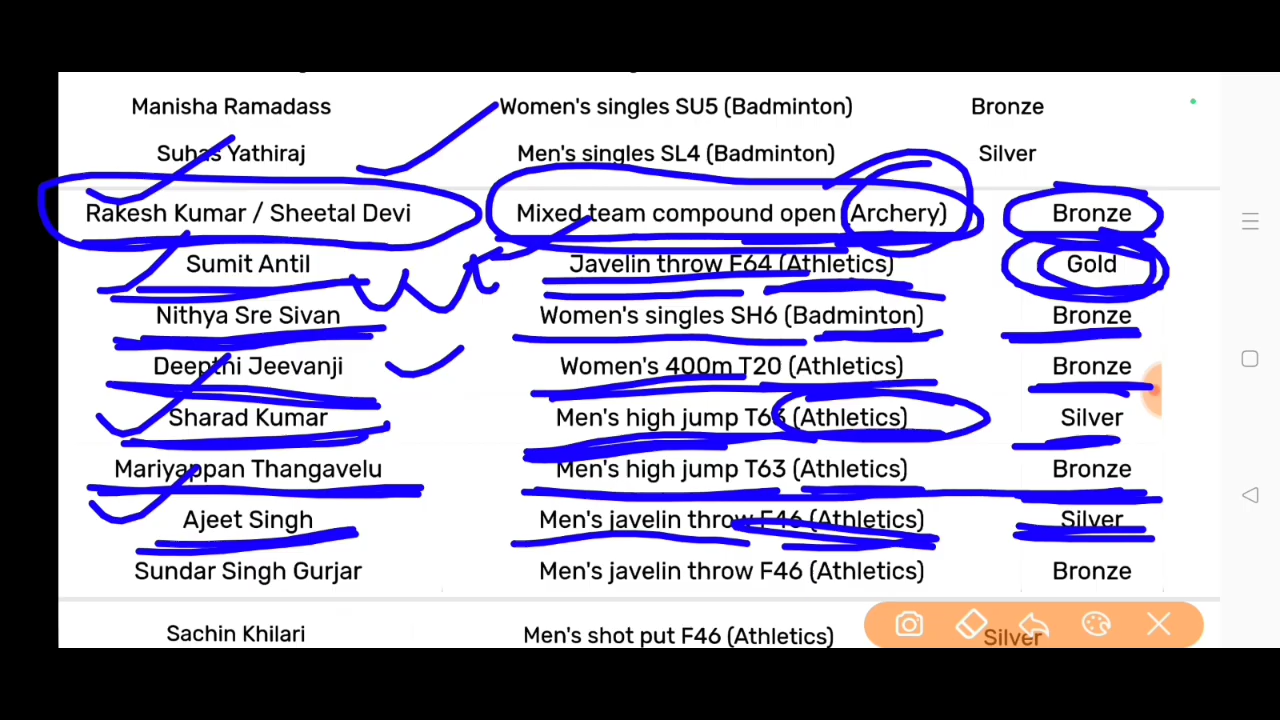 Manisha Ramadass Women's singles SU5 (Badminton) Bronze
Suhas Yathiraj Men's singles SL4 (Badminton) Silver
Rakesh Kumar / Sheetal Devi Mixed team compound open (Archery) Bronze
Sumit Antil Javelin throw F64 (Athletics) Gold
Nithya Sre Sivan Women's singles SH6 (Badminton) Bronze
Deepthi Jeevanji Women's 400m T20 (Athletics) Bronze
Sharad Kumar Men's high jump T63 (Athletics) Silver
Mariyappan Thangavelu Men's high jump T63 (Athletics) Bronze
Ajeet Singh Men's javelin throw F46 (Athletics) Silver
Sundar Singh Gurjar Men's javelin throw F46 (Athletics) Bronze
Sachin Khilari Men's shot put F46 (Athletics) Silver